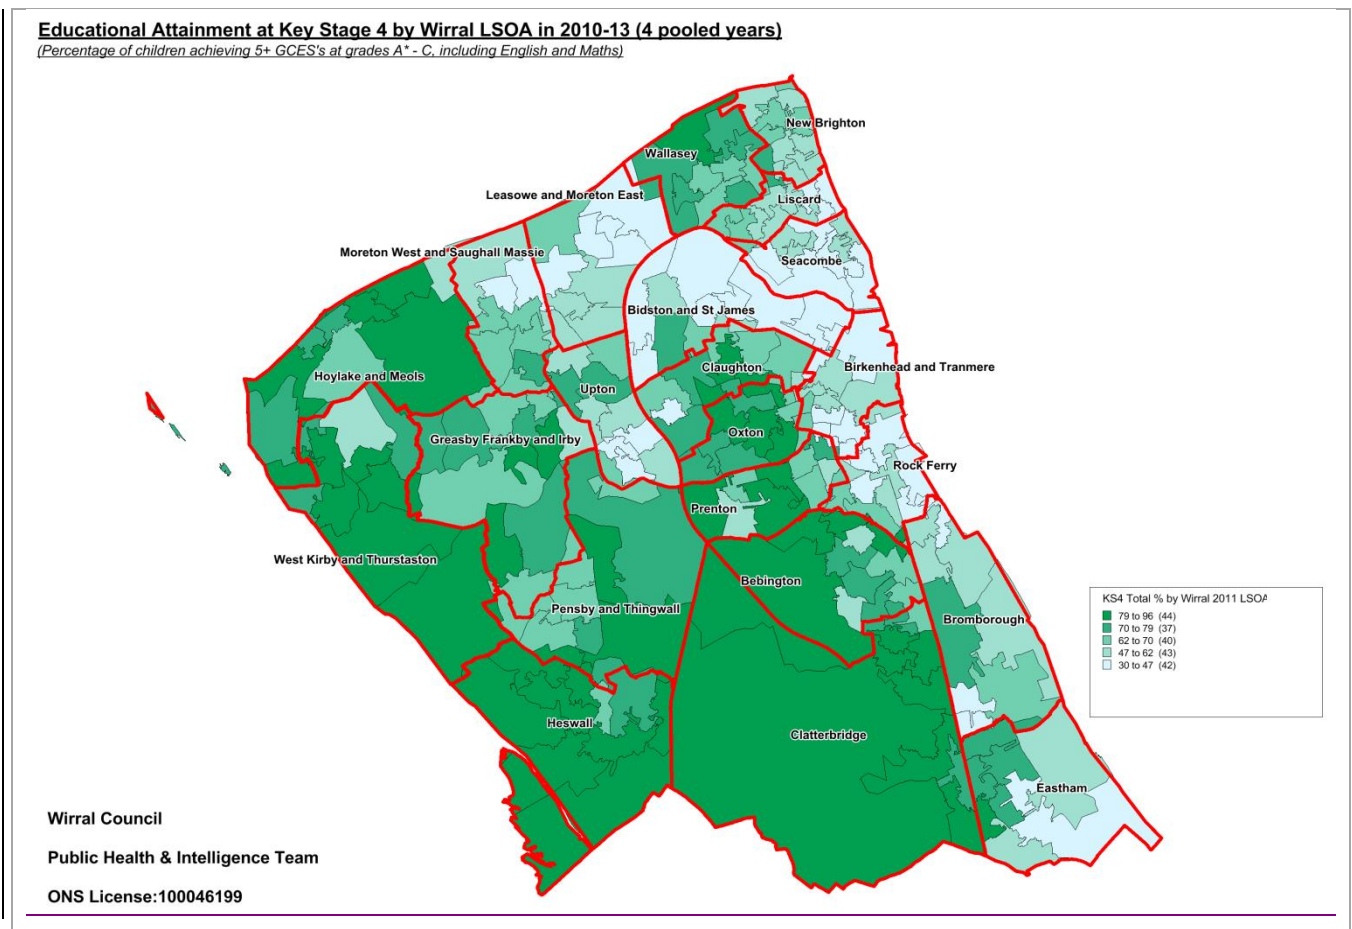 Educational Attainment at Key Stage 4 by Wirral LSOA in 2010-13 (4 pooled years)
(Percentage of children achieving 5+ GCES's at grades A* - C, including English and Maths)
New Brighton
Wallasey
Leasowe and Moreton East
Liscard
Moreton West and Saughall Massie
Seacombe
Bidston and St James
Claughton
Birkenhead and Tranmere
Hoylake and Meols
Upton
Oxton
Greasby Frankby and Irby
Rock Ferry
Prenton
West Kirby and Thurstaston
Bebington
Pensby and Thingwall
Bromborough
Heswall
Clatterbridge
Eastham
KS4 Total % by Wirral 2011 LSOA
79 to 96 (44)
70 to 79 (37)
62 to 70 (40)
47 to 62 (43)
30 to 47 (42)
Wirral Council
Public Health & Intelligence Team
ONS License:100046199